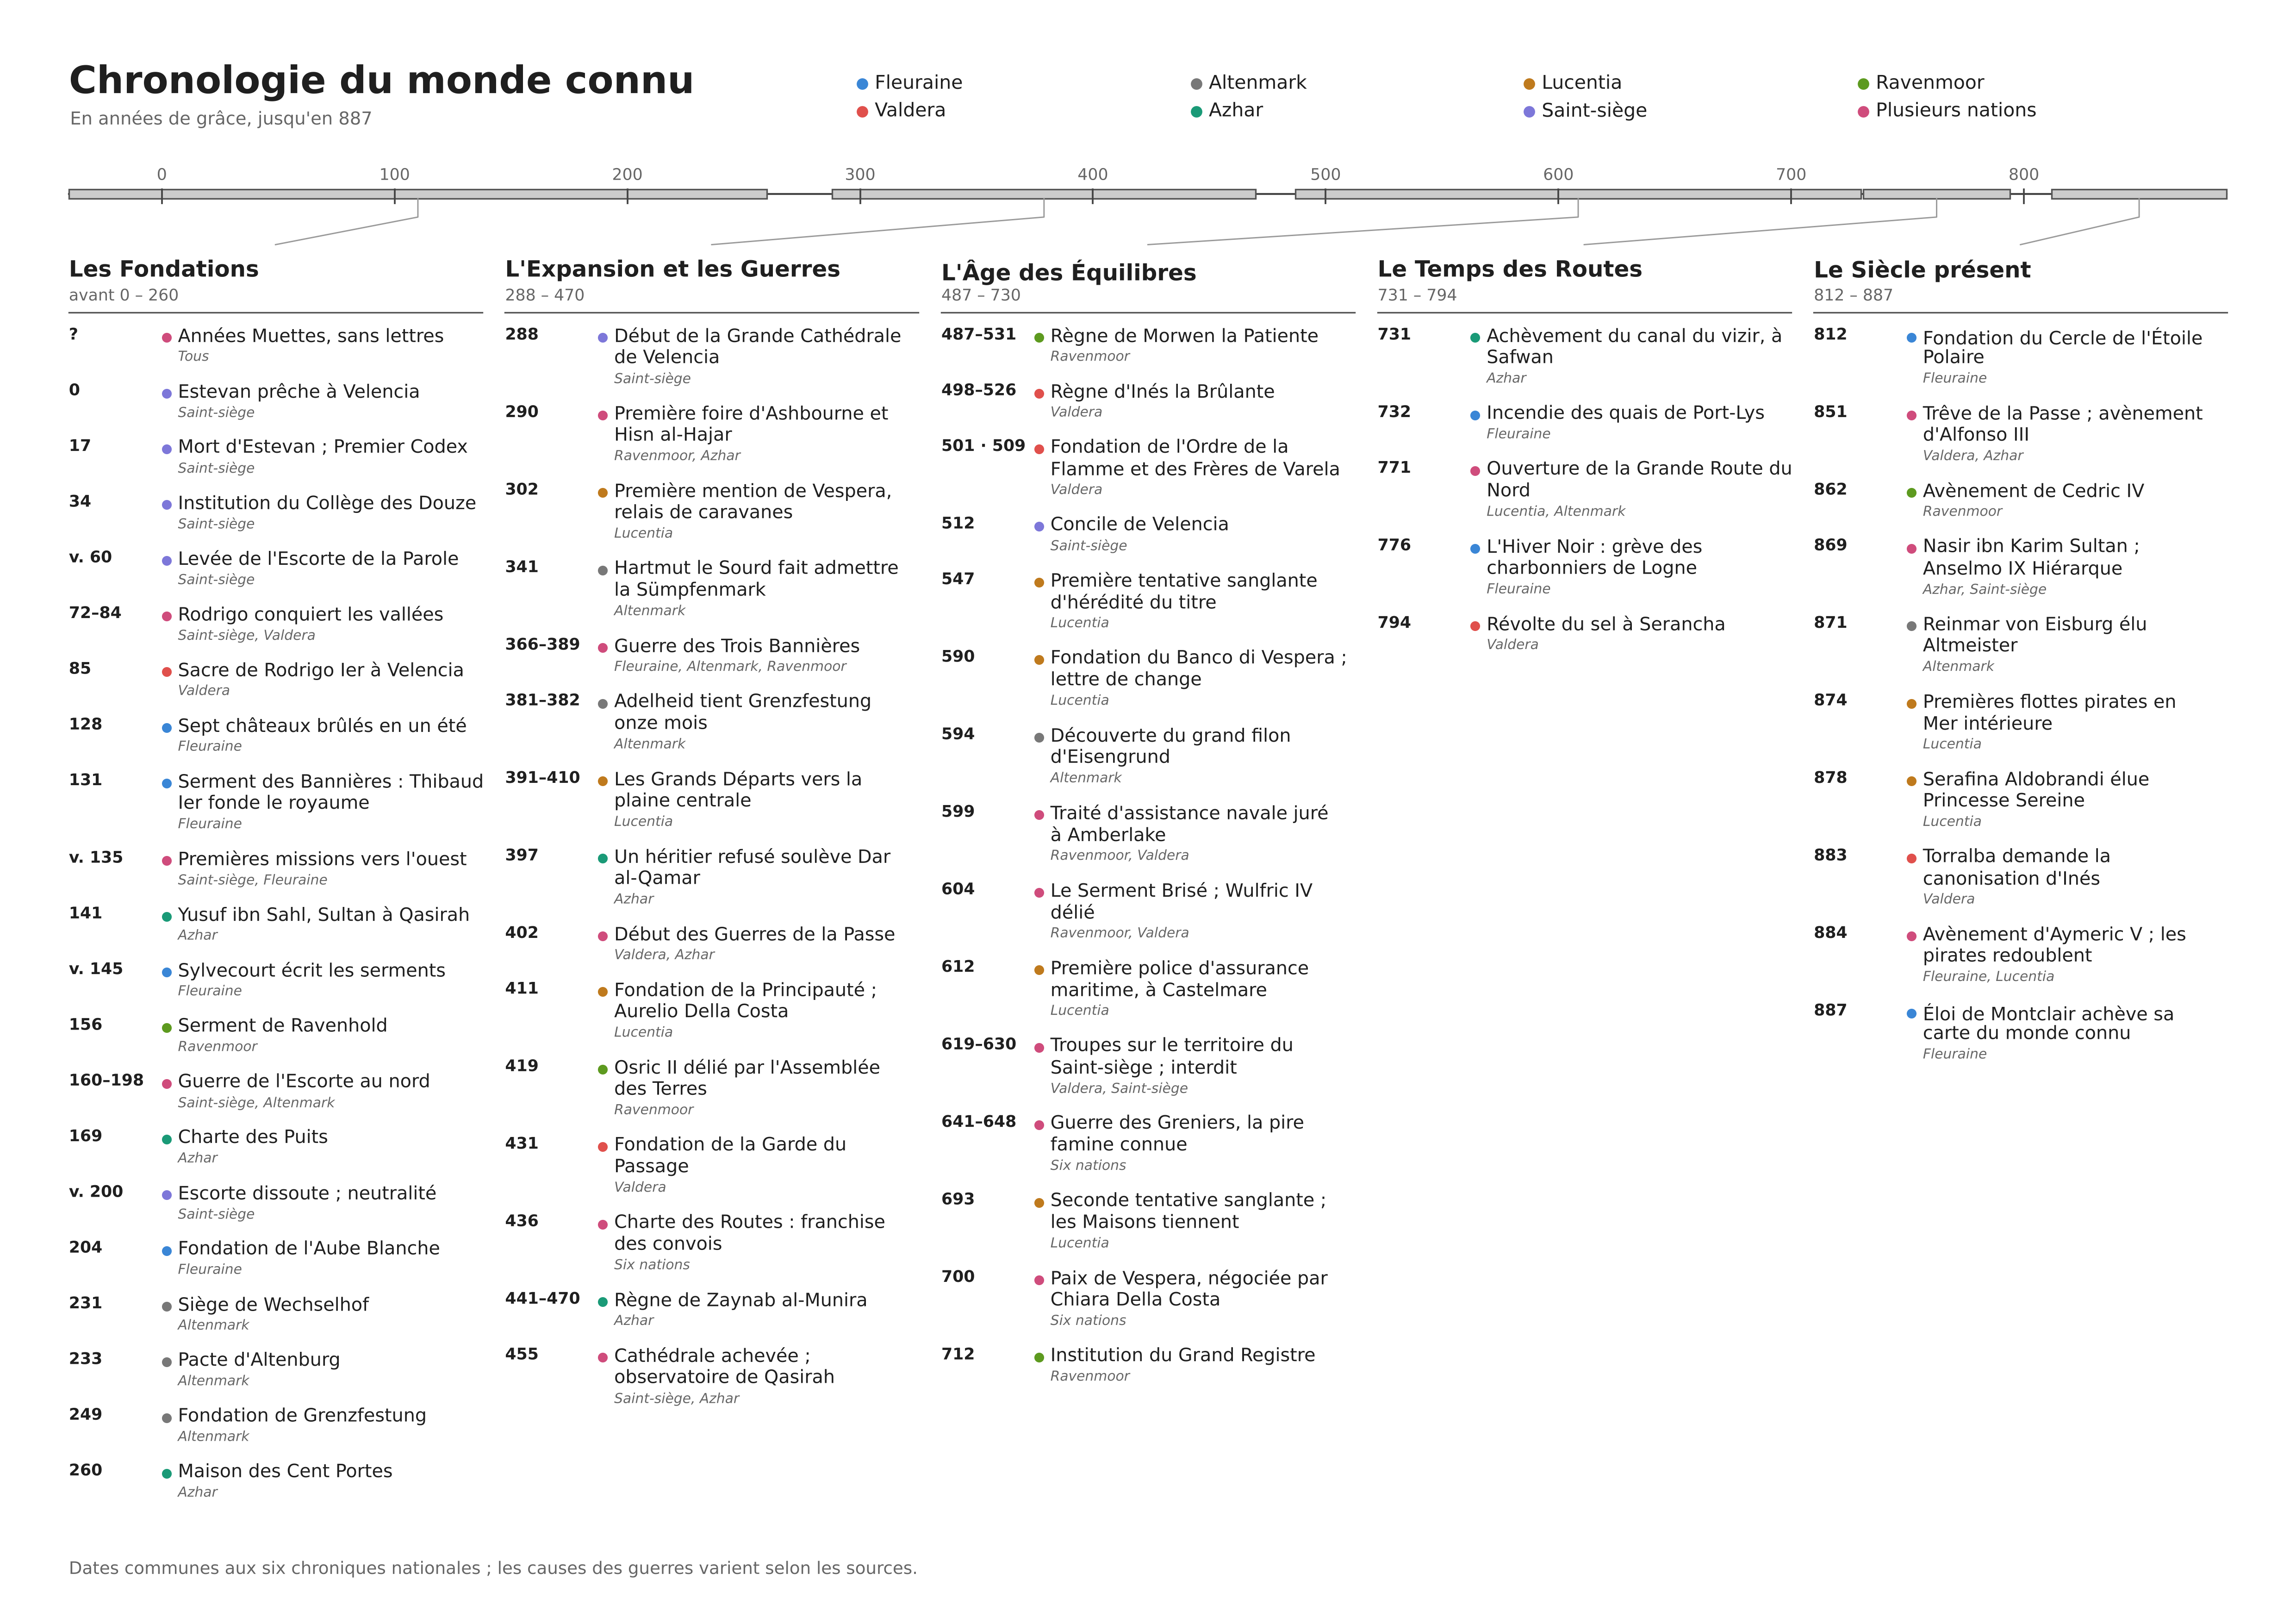 Chronologie du monde connu
En années de grâce, jusqu'en 887
Fleuraine
Altenmark
Lucentia
Ravenmoor
Valdera
Azhar
Saint-siège
Plusieurs nations
0 100 200 300 400 500 600 700 800
Les Fondations
avant 0 – 260
? Années Muettes, sans lettres
Tous
0 Estevan prêche à Velencia
Saint-siège
17 Mort d'Estevan ; Premier Codex
Saint-siège
34 Institution du Collège des Douze
Saint-siège
v. 60 Levée de l'Escorte de la Parole
Saint-siège
72–84 Rodrigo conquiert les vallées
Saint-siège, Valdera
85 Sacre de Rodrigo Ier à Velencia
Valdera
128 Sept châteaux brûlés en un été
Fleuraine
131 Serment des Bannières : Thibaud
Ier fonde le royaume
Fleuraine
v. 135 Premières missions vers l'ouest
Saint-siège, Fleuraine
141 Yusuf ibn Sahl, Sultan à Qasirah
Azhar
v. 145 Sylvecourt écrit les serments
Fleuraine
156 Serment de Ravenhold
Ravenmoor
160–198 Guerre de l'Escorte au nord
Saint-siège, Altenmark
169 Charte des Puits
Azhar
v. 200 Escorte dissoute ; neutralité
Saint-siège
204 Fondation de l'Aube Blanche
Fleuraine
231 Siège de Wechselhof
Altenmark
233 Pacte d'Altenburg
Altenmark
249 Fondation de Grenzfestung
Altenmark
260 Maison des Cent Portes
Azhar
L'Expansion et les Guerres
288 – 470
288 Début de la Grande Cathédrale
de Velencia
Saint-siège
290 Première foire d'Ashbourne et
Hisn al-Hajar
Ravenmoor, Azhar
302 Première mention de Vespera,
relais de caravanes
Lucentia
341 Hartmut le Sourd fait admettre
la Sümpfenmark
Altenmark
366–389 Guerre des Trois Bannières
Fleuraine, Altenmark, Ravenmoor
381–382 Adelheid tient Grenzfestung
onze mois
Altenmark
391–410 Les Grands Départs vers la
plaine centrale
Lucentia
397 Un héritier refusé soulève Dar
al-Qamar
Azhar
402 Début des Guerres de la Passe
Valdera, Azhar
411 Fondation de la Principauté ;
Aurelio Della Costa
Lucentia
419 Osric II délié par l'Assemblée
des Terres
Ravenmoor
431 Fondation de la Garde du
Passage
Valdera
436 Charte des Routes : franchise
des convois
Six nations
441–470 Règne de Zaynab al-Munira
Azhar
455 Cathédrale achevée ;
observatoire de Qasirah
Saint-siège, Azhar
L'Âge des Équilibres
487 – 730
487–531 Règne de Morwen la Patiente
Ravenmoor
498–526 Règne d'Inés la Brûlante
Valdera
501 · 509 Fondation de l'Ordre de la
Flamme et des Frères de Varela
Valdera
512 Concile de Velencia
Saint-siège
547 Première tentative sanglante
d'hérédité du titre
Lucentia
590 Fondation du Banco di Vespera ;
lettre de change
Lucentia
594 Découverte du grand filon
d'Eisengrund
Altenmark
599 Traité d'assistance navale juré
à Amberlake
Ravenmoor, Valdera
604 Le Serment Brisé ; Wulfric IV
délié
Ravenmoor, Valdera
612 Première police d'assurance
maritime, à Castelmare
Lucentia
619–630 Troupes sur le territoire du
Saint-siège ; interdit
Valdera, Saint-siège
641–648 Guerre des Greniers, la pire
famine connue
Six nations
693 Seconde tentative sanglante ;
les Maisons tiennent
Lucentia
700 Paix de Vespera, négociée par
Chiara Della Costa
Six nations
712 Institution du Grand Registre
Ravenmoor
Le Temps des Routes
731 – 794
731 Achèvement du canal du vizir, à
Safwan
Azhar
732 Incendie des quais de Port-Lys
Fleuraine
771 Ouverture de la Grande Route du
Nord
Lucentia, Altenmark
776 L'Hiver Noir : grève des
charbonniers de Logne
Fleuraine
794 Révolte du sel à Serancha
Valdera
Le Siècle présent
812 – 887
812 Fondation du Cercle de l'Étoile
Polaire
Fleuraine
851 Trêve de la Passe ; avènement
d'Alfonso III
Valdera, Azhar
862 Avènement de Cedric IV
Ravenmoor
869 Nasir ibn Karim Sultan ;
Anselmo IX Hiérarque
Azhar, Saint-siège
871 Reinmar von Eisburg élu
Altmeister
Altenmark
874 Premières flottes pirates en
Mer intérieure
Lucentia
878 Serafina Aldobrandi élue
Princesse Sereine
Lucentia
883 Torralba demande la
canonisation d'Inés
Valdera
884 Avènement d'Aymeric V ; les
pirates redoublent
Fleuraine, Lucentia
887 Éloi de Montclair achève sa
carte du monde connu
Fleuraine
Dates communes aux six chroniques nationales ; les causes des guerres varient selon les sources.